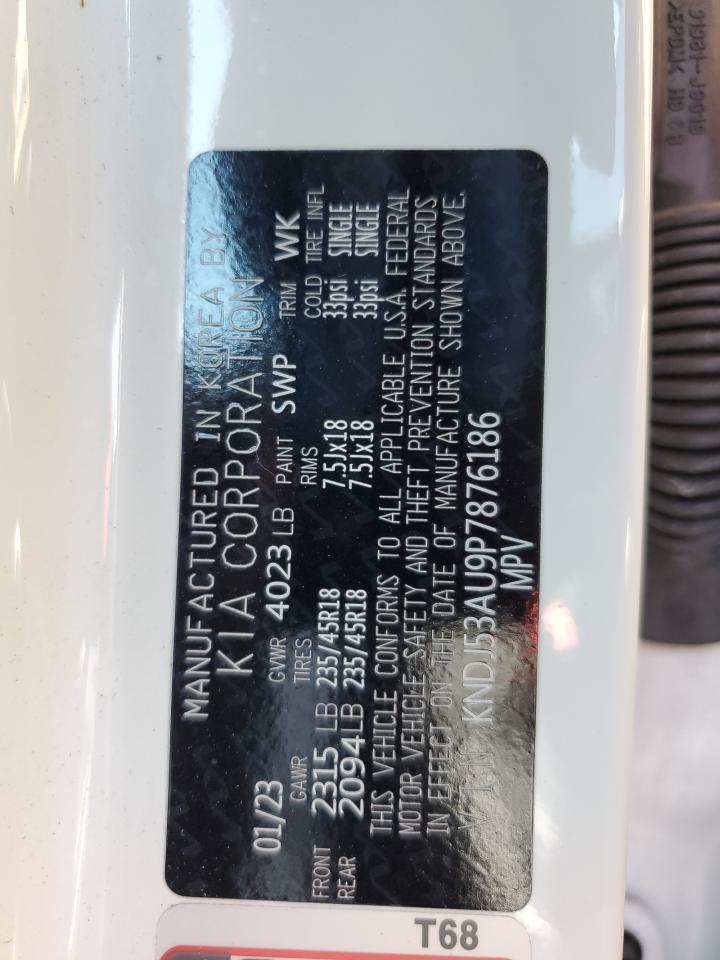 MANUFACTURED IN KOREA BY
KIA CORPORATION
01/23 GVWR 4023 LB PAINT SWP TRIM WK
GAWR TIRES RIMS COLD TIRE INFL
FRONT 2315 LB 235/45R18 7.5Jx18 33psi SINGLE
REAR 2094 LB 235/45R18 7.5Jx18 33psi SINGLE
THIS VEHICLE CONFORMS TO ALL APPLICABLE U.S.A. FEDERAL
MOTOR VEHICLE SAFETY AND THEFT PREVENTION STANDARDS
IN EFFECT ON THE DATE OF MANUFACTURE SHOWN ABOVE.
VIN KNDJ53AU9P7876186
MPV
T68